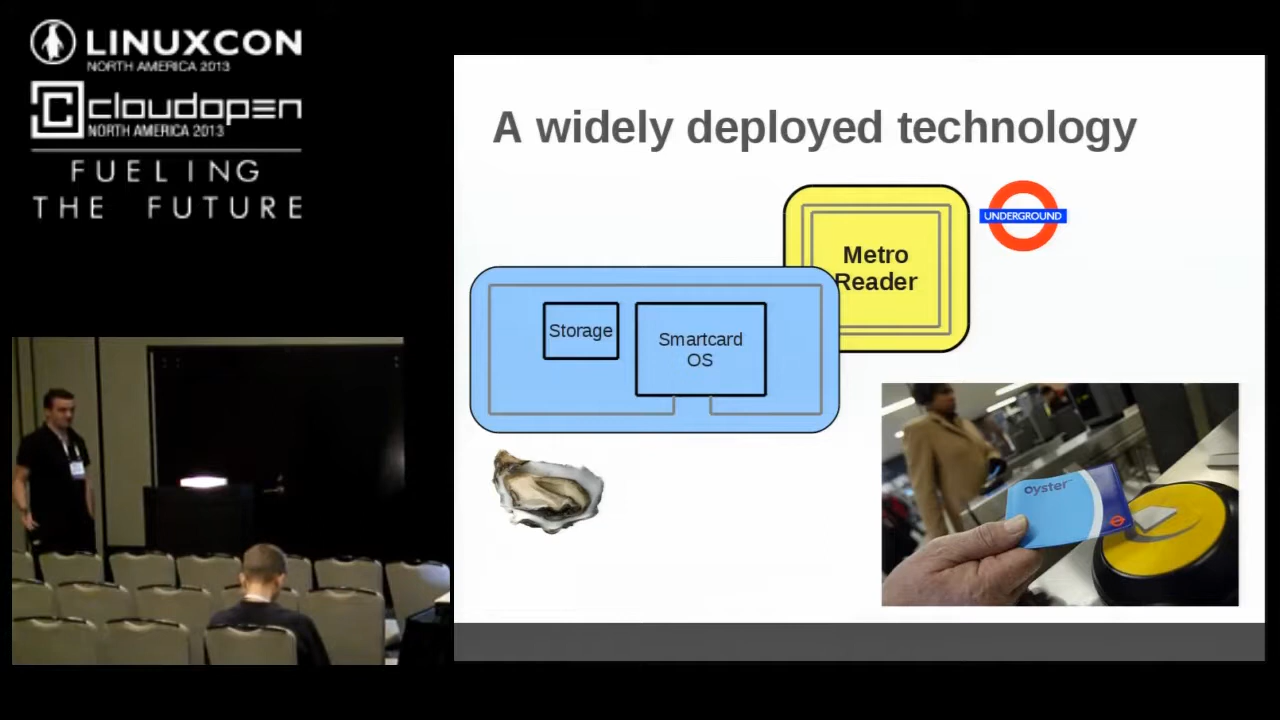 LINUXCON
NORTH AMERICA 2013
cloudopen
NORTH AMERICA 2013
FUELING
THE FUTURE
A widely deployed technology
UNDERGROUND
Metro
Reader
Storage
Smartcard
OS
oyster